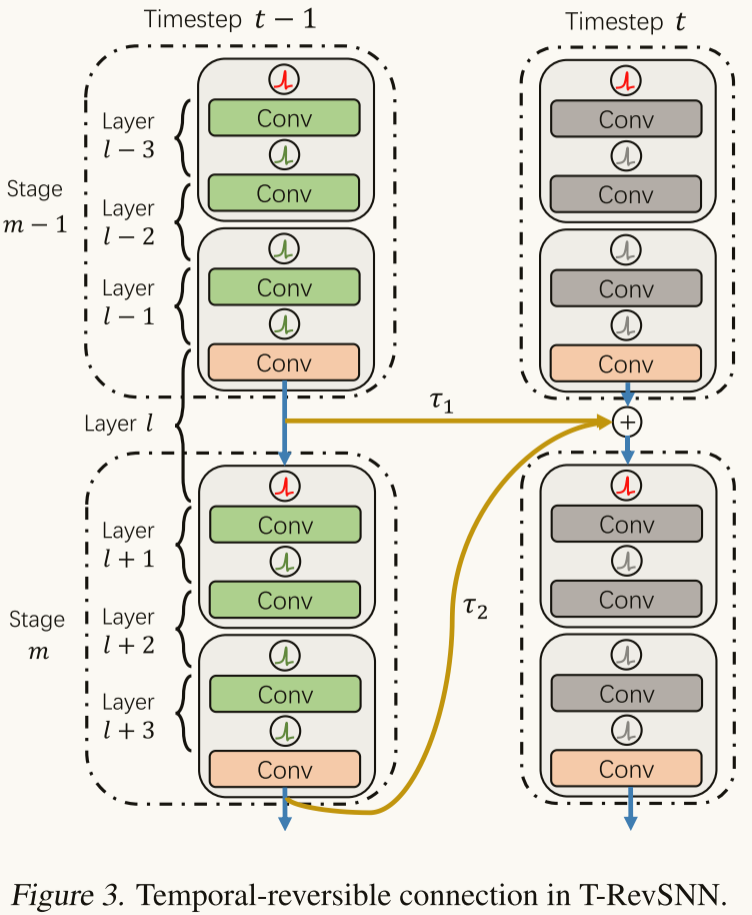 Timestep t − 1
Timestep t
Layer
l − 3
Conv
Conv
Stage
m − 1
Layer
l − 2
Conv
Conv
Layer
l − 1
Conv
Conv
Conv
Conv
Layer l
τ₁
+
Layer
l + 1
Conv
Conv
Stage
m
Layer
l + 2
Conv
Conv
τ₂
Layer
l + 3
Conv
Conv
Conv
Conv
Figure 3. Temporal-reversible connection in T-RevSNN.